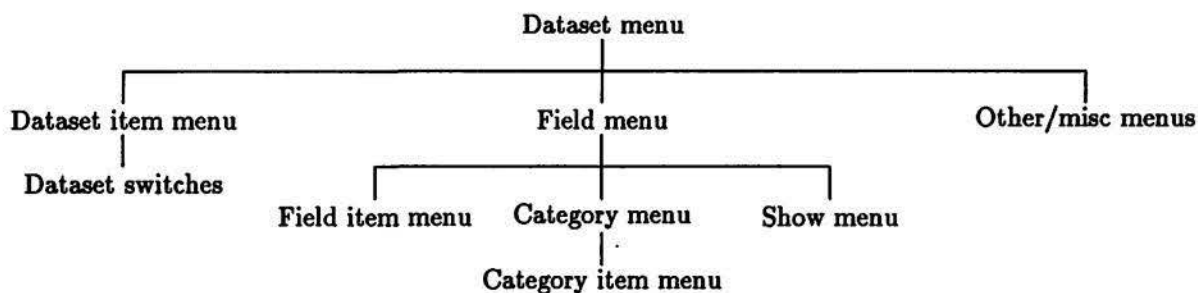 Dataset menu
Dataset item menu
Field menu
Other/misc menus
Dataset switches
Field item menu
Category menu
Show menu
Category item menu